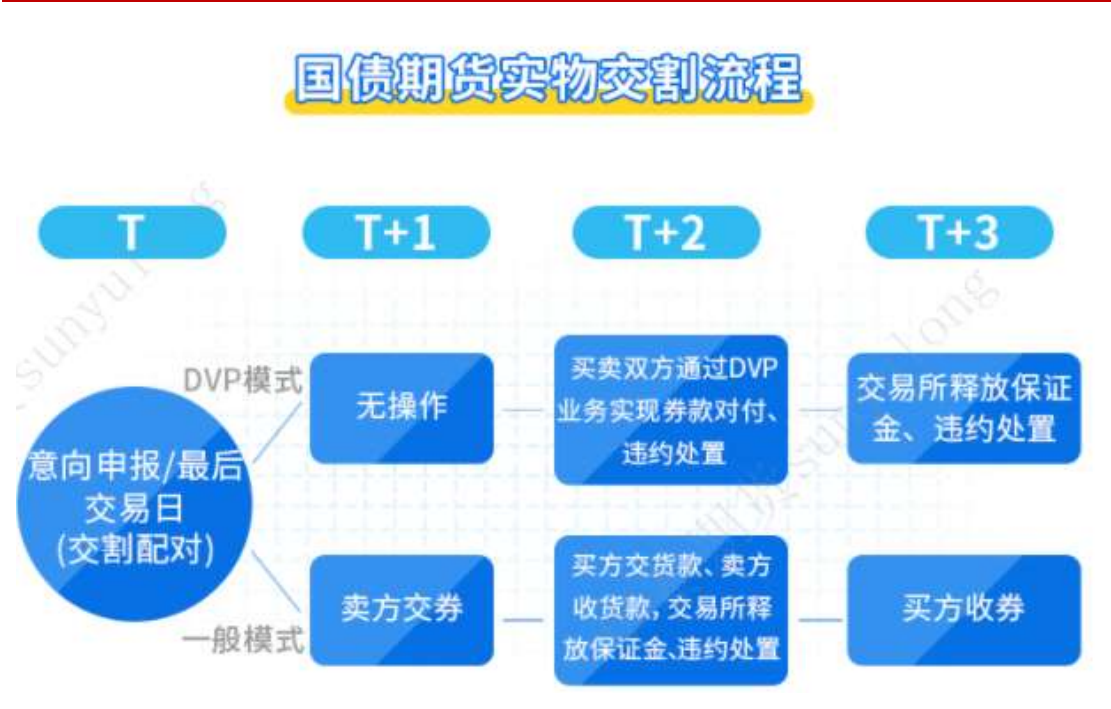 国债期货实物交割流程
T
T+1
T+2
T+3
DVP模式
无操作
买卖双方通过DVP
业务实现券款对付、
违约处置
交易所释放保证
金、违约处置
意向申报/最后
交易日
(交割配对)
一般模式
卖方交券
买方交货款、卖方
收货款,交易所释
放保证金、违约处置
买方收券
sunyu
long